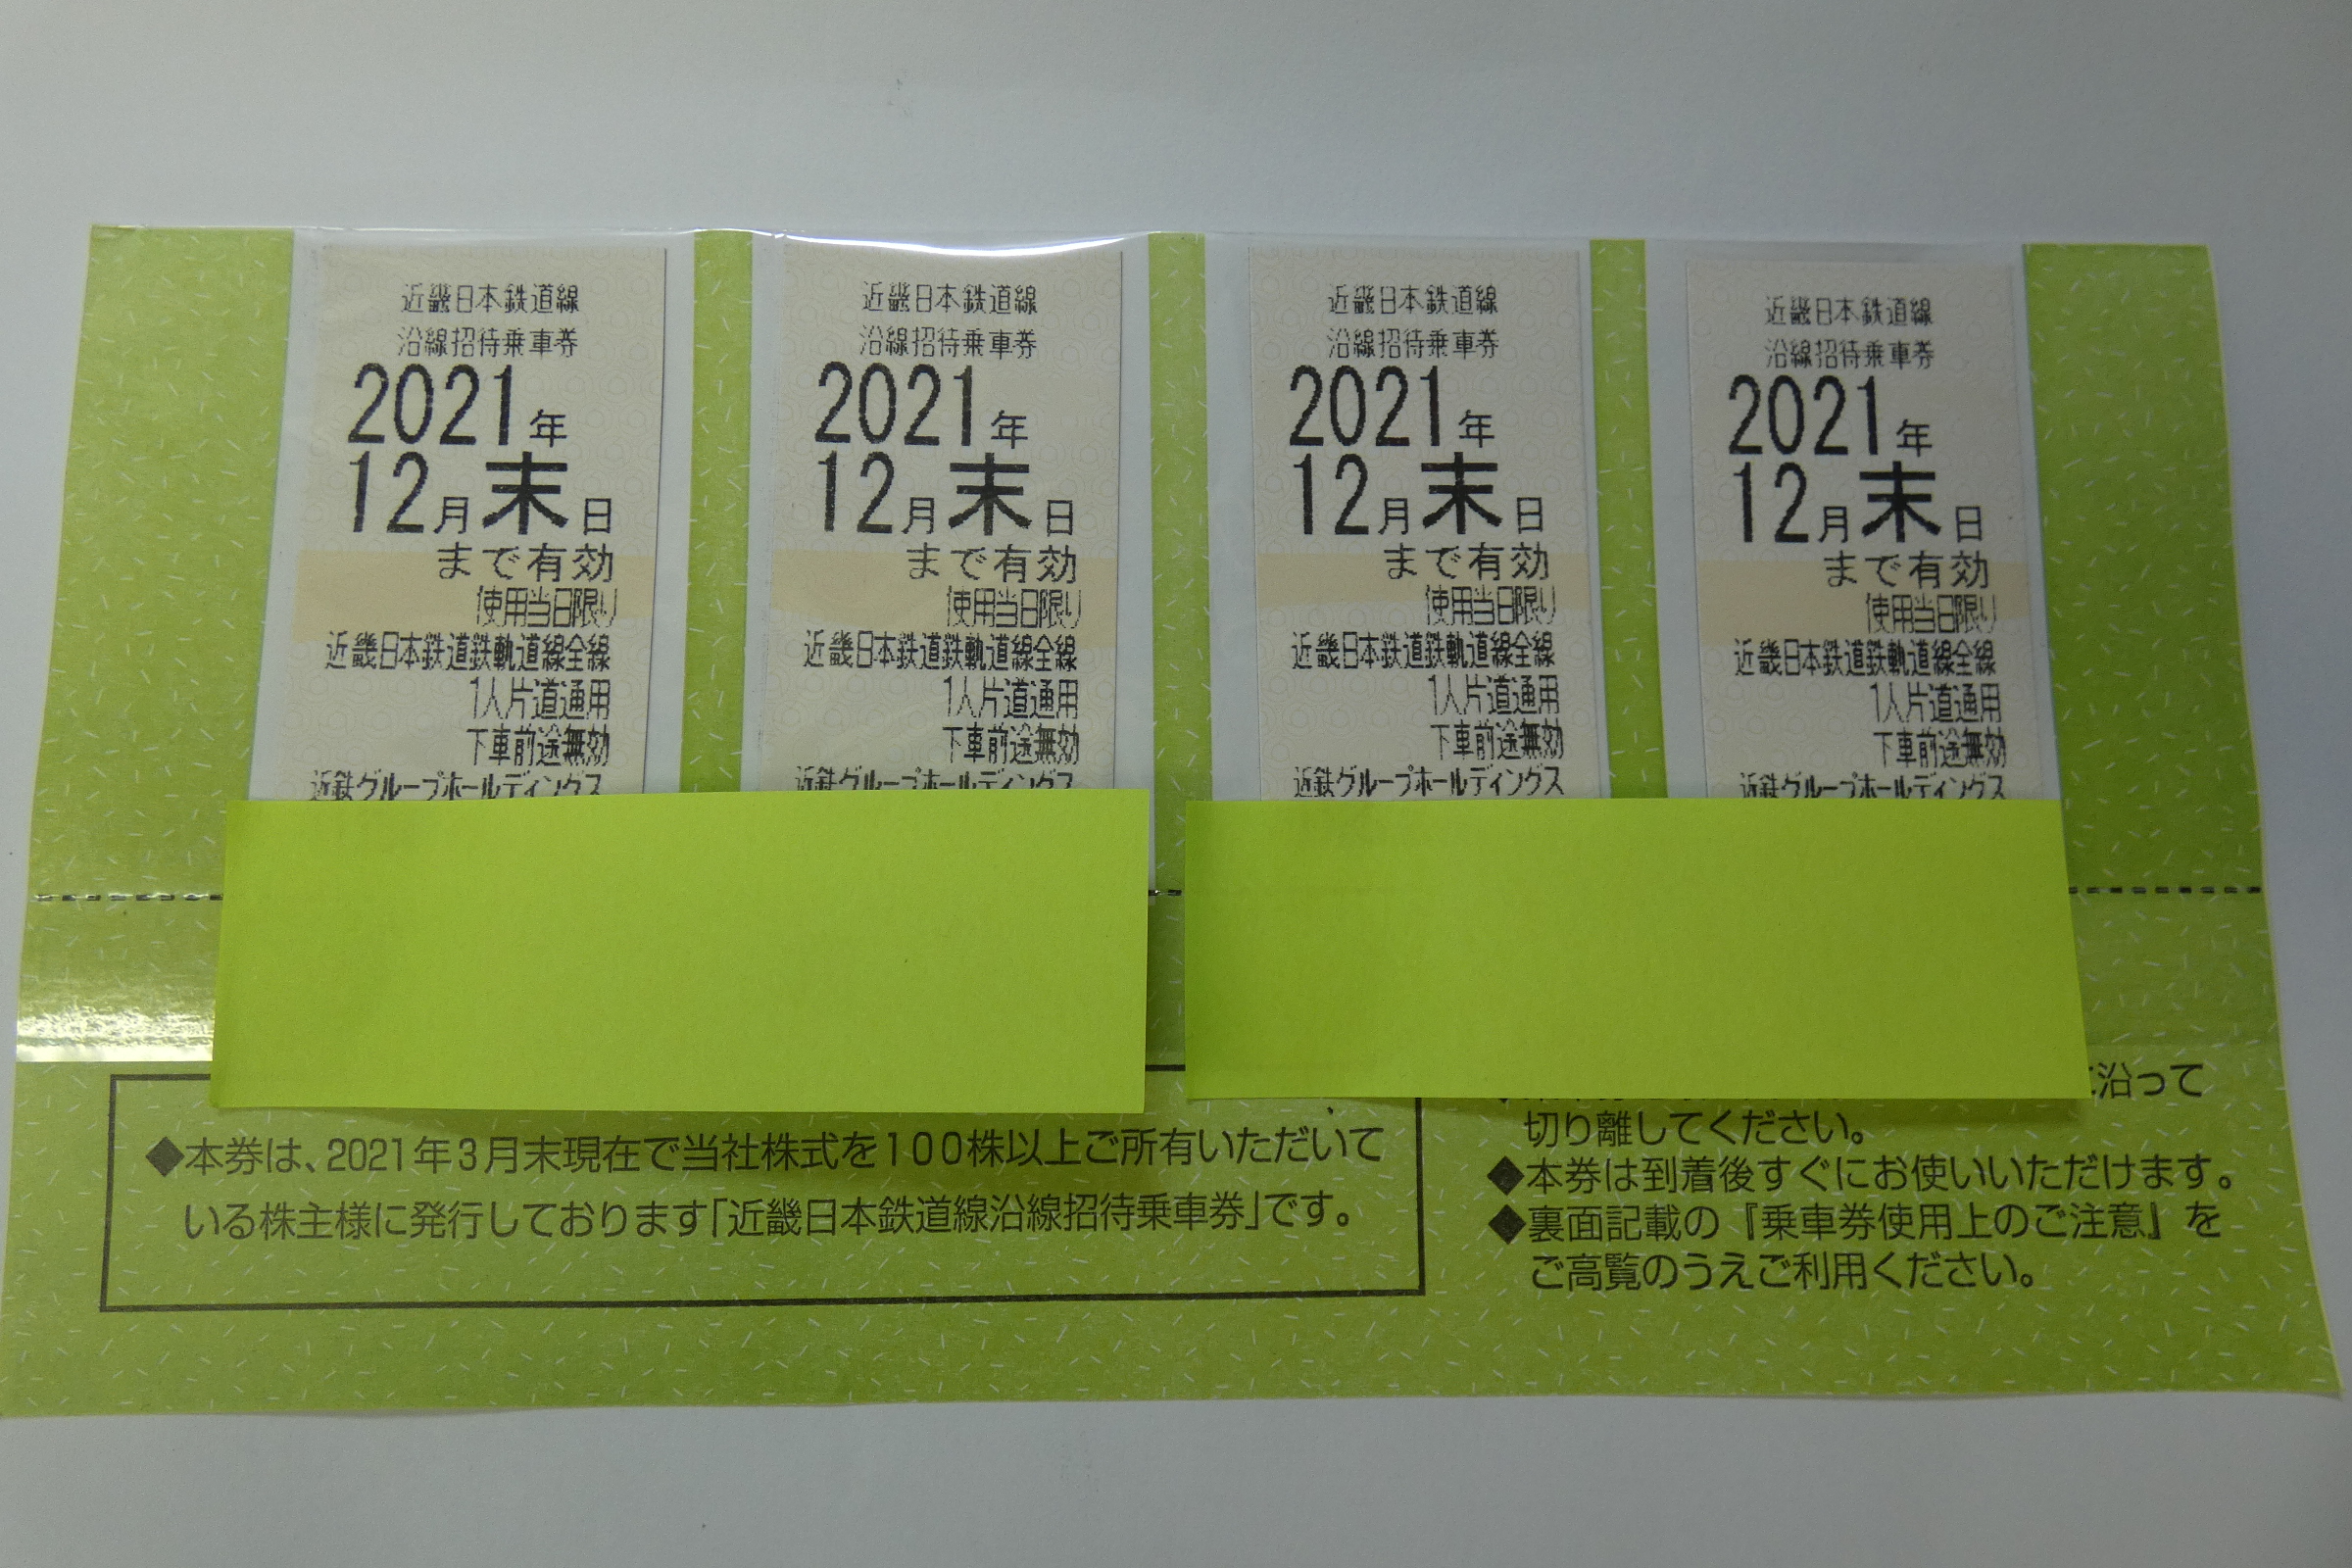 近畿日本鉄道線
沿線招待乗車券
2021年
12月末日
まで有効
使用当日限り
近畿日本鉄道鉄軌道線全線
1人片道通用
下車前途無効
近鉄グループホールディングス
近畿日本鉄道線
沿線招待乗車券
2021年
12月末日
まで有効
使用当日限り
近畿日本鉄道鉄軌道線全線
1人片道通用
下車前途無効
近鉄グループホールディングス
近畿日本鉄道線
沿線招待乗車券
2021年
12月末日
まで有効
使用当日限り
近畿日本鉄道鉄軌道線全線
1人片道通用
下車前途無効
近鉄グループホールディングス
近畿日本鉄道線
沿線招待乗車券
2021年
12月末日
まで有効
使用当日限り
近畿日本鉄道鉄軌道線全線
1人片道通用
下車前途無効
近鉄グループホールディングス
◆本券は、2021年3月末現在で当社株式を100株以上ご所有いただいて
いる株主様に発行しております「近畿日本鉄道線沿線招待乗車券」です。
沿って
切り離してください。
◆本券は到着後すぐにお使いいただけます。
◆裏面記載の『乗車券使用上のご注意』を
ご高覧のうえご利用ください。